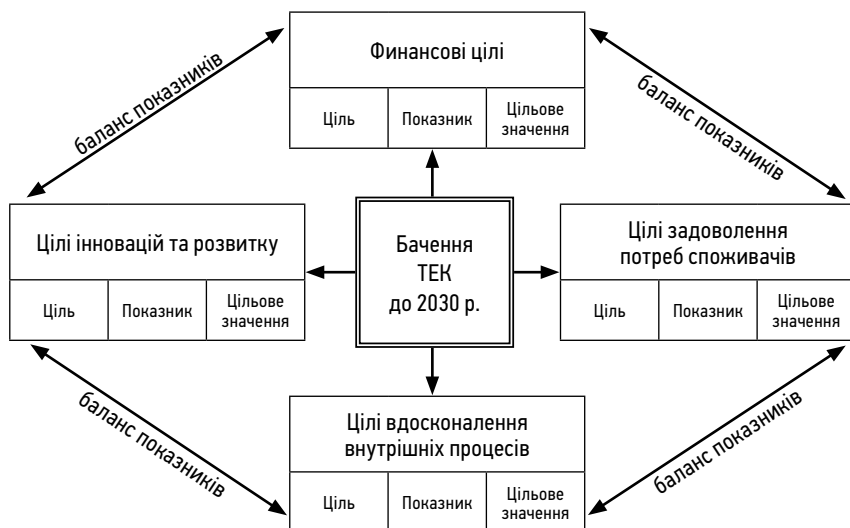 Финансові цілі
Ціль
Показник
Цільове
значення
баланс показників
баланс показників
Цілі інновацій та розвитку
Ціль
Показник
Цільове
значення
Бачення
ТЕК
до 2030 р.
Цілі задоволення
потреб споживачів
Ціль
Показник
Цільове
значення
баланс показників
баланс показників
Цілі вдосконалення
внутрішніх процесів
Ціль
Показник
Цільове
значення